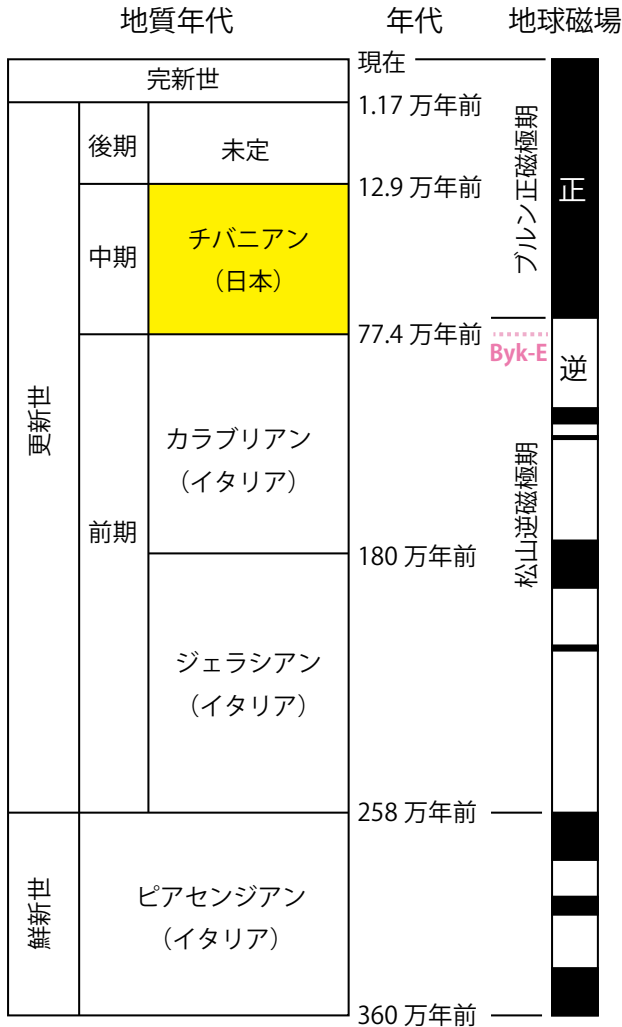 地質年代
年代
地球磁場
完新世
現在
1.17 万年前
更新世
後期
未定
12.9 万年前
中期
チバニアン
（日本）
77.4 万年前
前期
カラブリアン
（イタリア）
180 万年前
ジェラシアン
（イタリア）
258 万年前
鮮新世
ピアセンジアン
（イタリア）
360 万年前
ブルン正磁極期
正
Byk-E
逆
松山逆磁極期